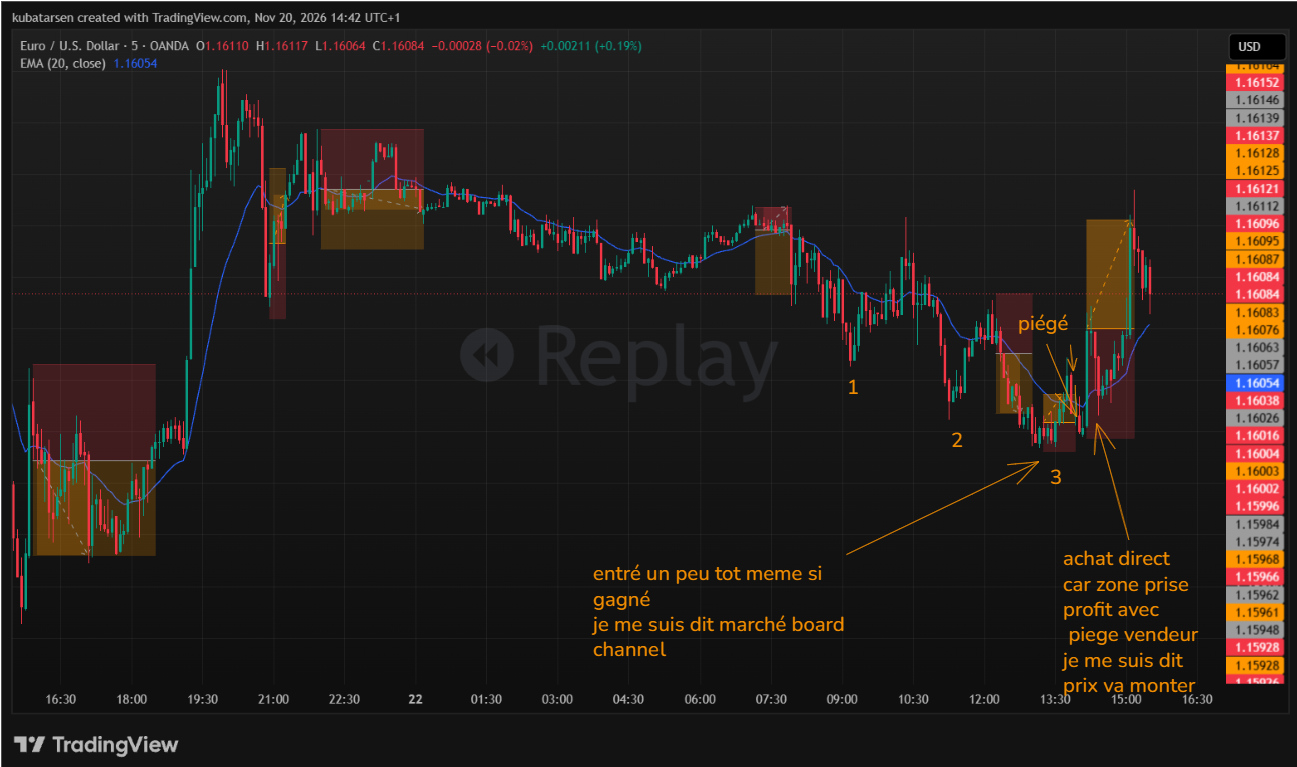 kubatarsen created with TradingView.com, Nov 20, 2026 14:42 UTC+1
Euro / U.S. Dollar · 5 · OANDA O1.16110 H1.16117 L1.16064 C1.16084 −0.00028 (−0.02%) +0.00211 (+0.19%)
EMA (20, close) 1.16054
USD
1.16152
1.16146
1.16139
1.16137
1.16128
1.16125
1.16121
1.16112
1.16096
1.16095
1.16087
1.16084
1.16084
1.16083
1.16076
1.16063
1.16057
1.16054
1.16038
1.16026
1.16016
1.16004
1.16003
1.16002
1.15996
1.15984
1.15974
1.15968
1.15966
1.15962
1.15961
1.15948
1.15928
1.15928
Replay
piégé
1
2
3
entré un peu tot meme si
gagné
je me suis dit marché board
channel
achat direct
car zone prise
profit avec
piege vendeur
je me suis dit
prix va monter
16:30 18:00 19:30 21:00 22:30 22 01:30 03:00 04:30 06:00 07:30 09:00 10:30 12:00 13:30 15:00 16:30
TradingView